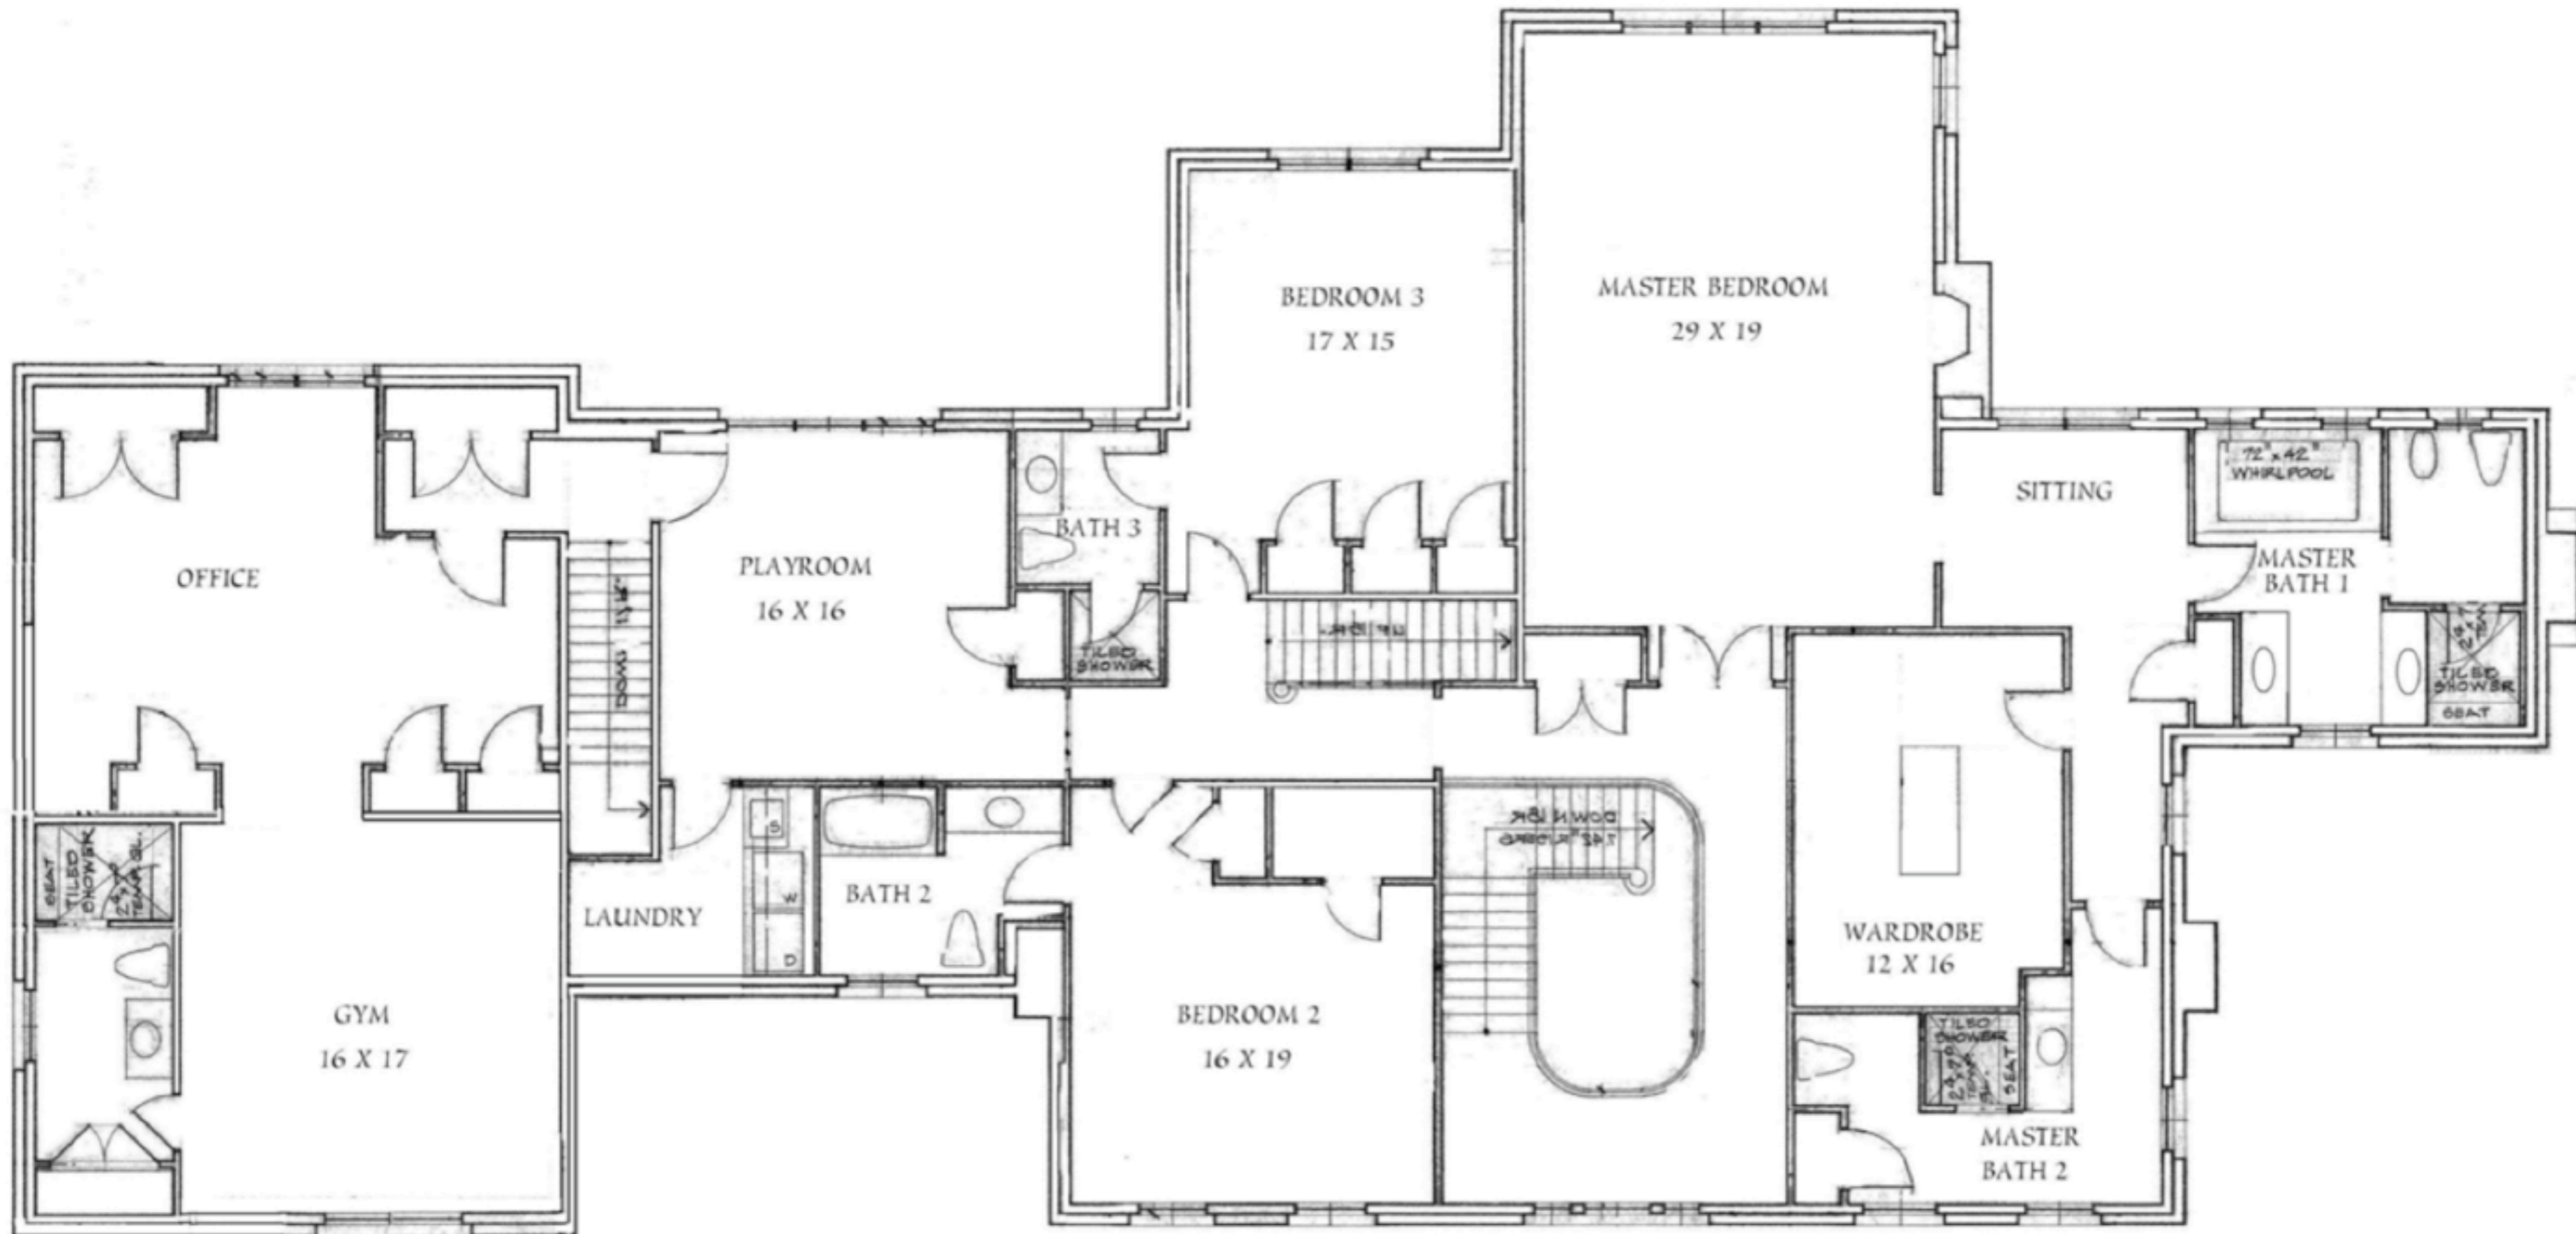 BEDROOM 3
17 X 15
MASTER BEDROOM
29 X 19
72" x 42"
WHIRLPOOL
SITTING
BATH 3
MASTER
BATH 1
OFFICE
PLAYROOM
16 X 16
TILED
SHOWER
TILED
SHOWER
SEAT
SEAT
TILED
SHOWER
S
W
D
LAUNDRY
BATH 2
WARDROBE
12 X 16
GYM
16 X 17
BEDROOM 2
16 X 19
TILED
SHOWER
SEAT
MASTER
BATH 2